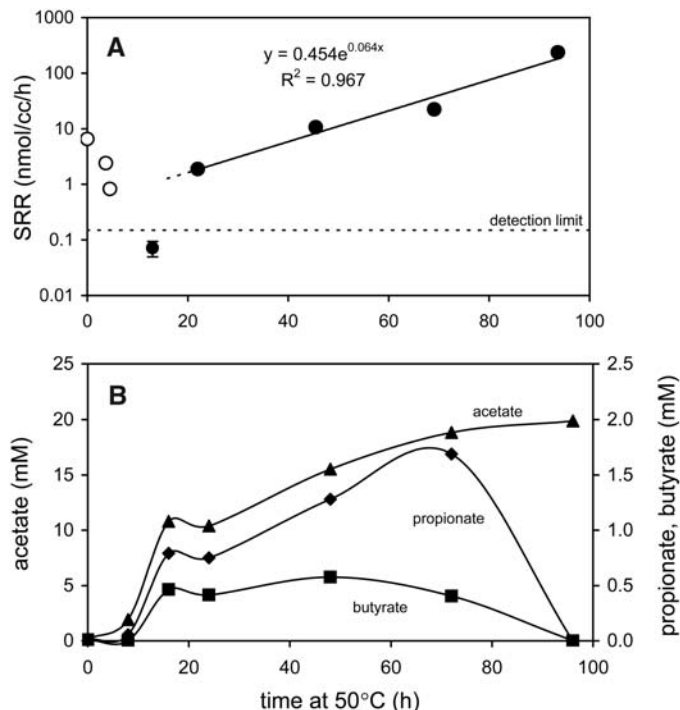 A
y = 0.454e^0.064x
R² = 0.967
1000
100
10
1
0.1
0.01
SRR (nmol/cc/h)
detection limit
0 20 40 60 80 100
B
25
20
15
10
5
0
acetate (mM)
acetate
propionate
butyrate
2.5
2.0
1.5
1.0
0.5
0.0
propionate, butyrate (mM)
0 20 40 60 80 100
time at 50°C (h)